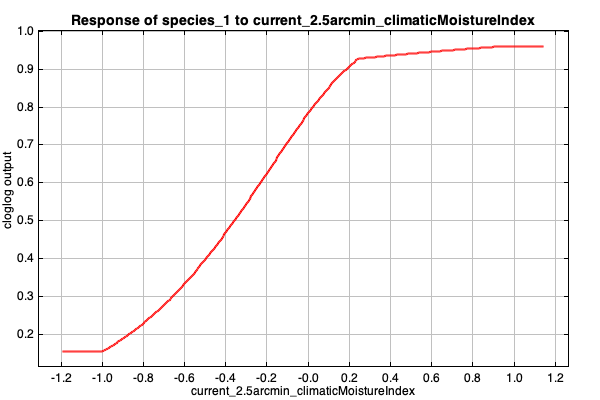 Response of species_1 to current_2.5arcmin_climaticMoistureIndex
1.0
0.9
0.8
0.7
0.6
0.5
0.4
0.3
0.2
cloglog output
-1.2 -1.0 -0.8 -0.6 -0.4 -0.2 -0.0 0.2 0.4 0.6 0.8 1.0 1.2
current_2.5arcmin_climaticMoistureIndex